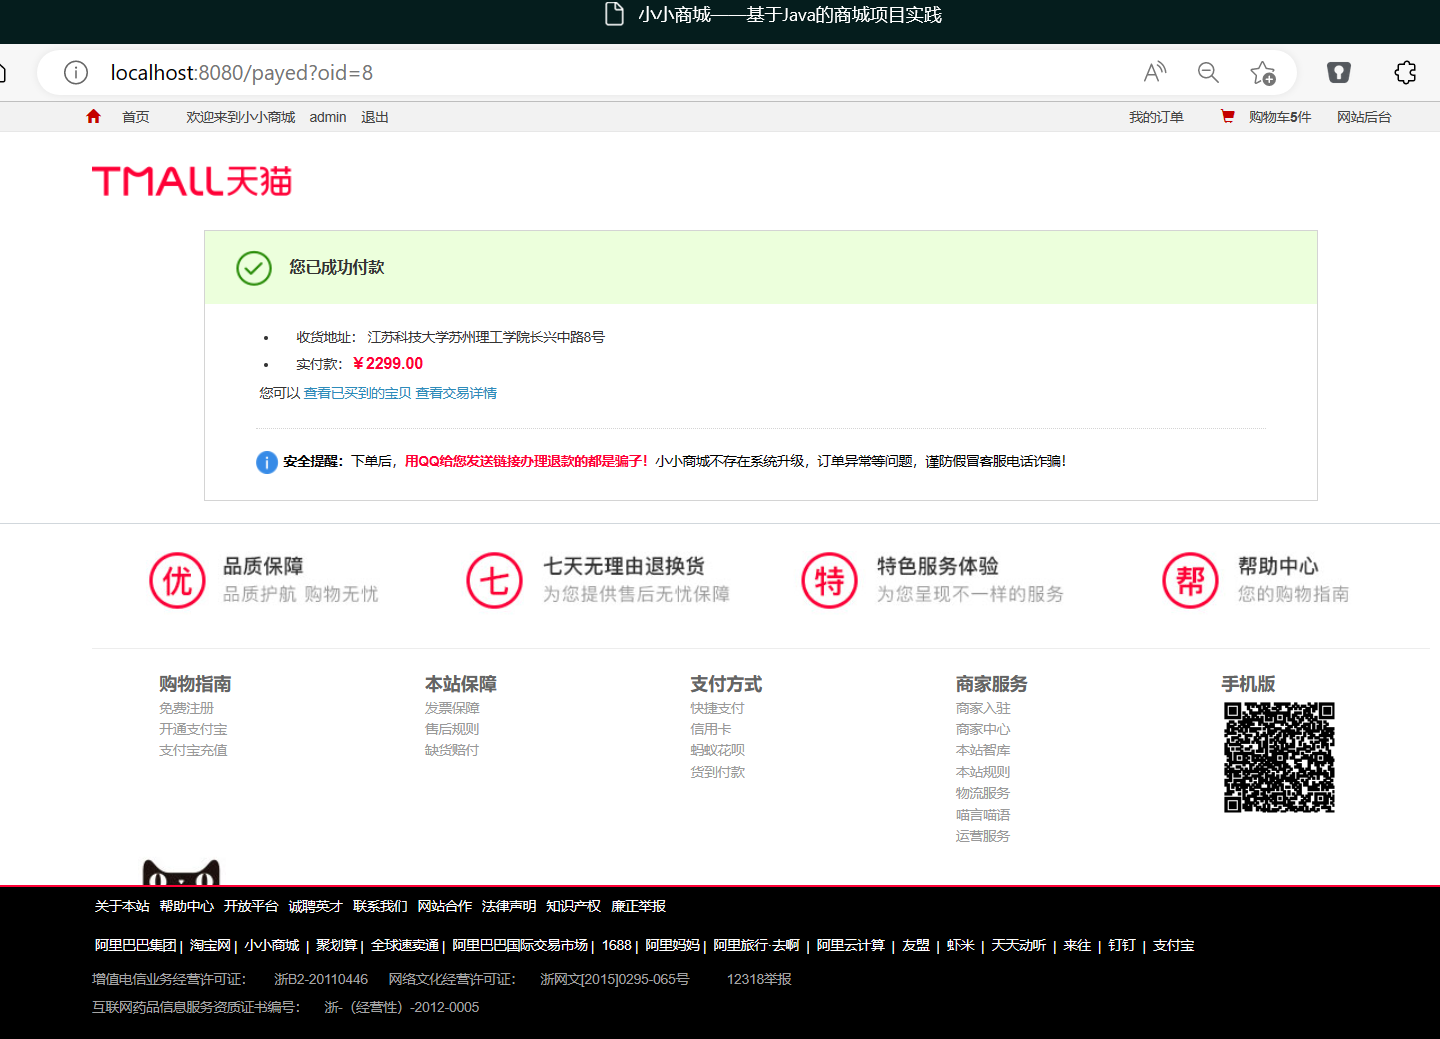 小小商城——基于Java的商城项目实践
localhost:8080/payed?oid=8
首页 欢迎来到小小商城 admin 退出 我的订单 购物车5件 网站后台
TMALL天猫
您已成功付款
收货地址： 江苏科技大学苏州理工学院长兴中路8号
实付款：￥2299.00
您可以 查看已买到的宝贝 查看交易详情
安全提醒：下单后，用QQ给您发送链接办理退款的都是骗子！小小商城不存在系统升级，订单异常等问题，谨防假冒客服电话诈骗！
优 品质保障 七 七天无理由退换货 特 特色服务体验 帮 帮助中心
品质护航 购物无忧 为您提供售后无忧保障 为您呈现不一样的服务 您的购物指南
购物指南 本站保障 支付方式 商家服务 手机版
免费注册 发票保障 快捷支付 商家入驻
开通支付宝 售后规则 信用卡 商家中心
支付宝充值 缺货赔付 蚂蚁花呗 本站智库
货到付款 本站规则
物流服务
喵言喵语
运营服务
关于本站 帮助中心 开放平台 诚聘英才 联系我们 网站合作 法律声明 知识产权 廉正举报
阿里巴巴集团| 淘宝网| 小小商城 | 聚划算| 全球速卖通| 阿里巴巴国际交易市场| 1688| 阿里妈妈| 阿里旅行·去啊 | 阿里云计算 | 友盟 | 虾米 | 天天动听 | 来往 | 钉钉 | 支付宝
增值电信业务经营许可证： 浙B2-20110446 网络文化经营许可证： 浙网文[2015]0295-065号 12318举报
互联网药品信息服务资质证书编号： 浙-（经营性）-2012-0005